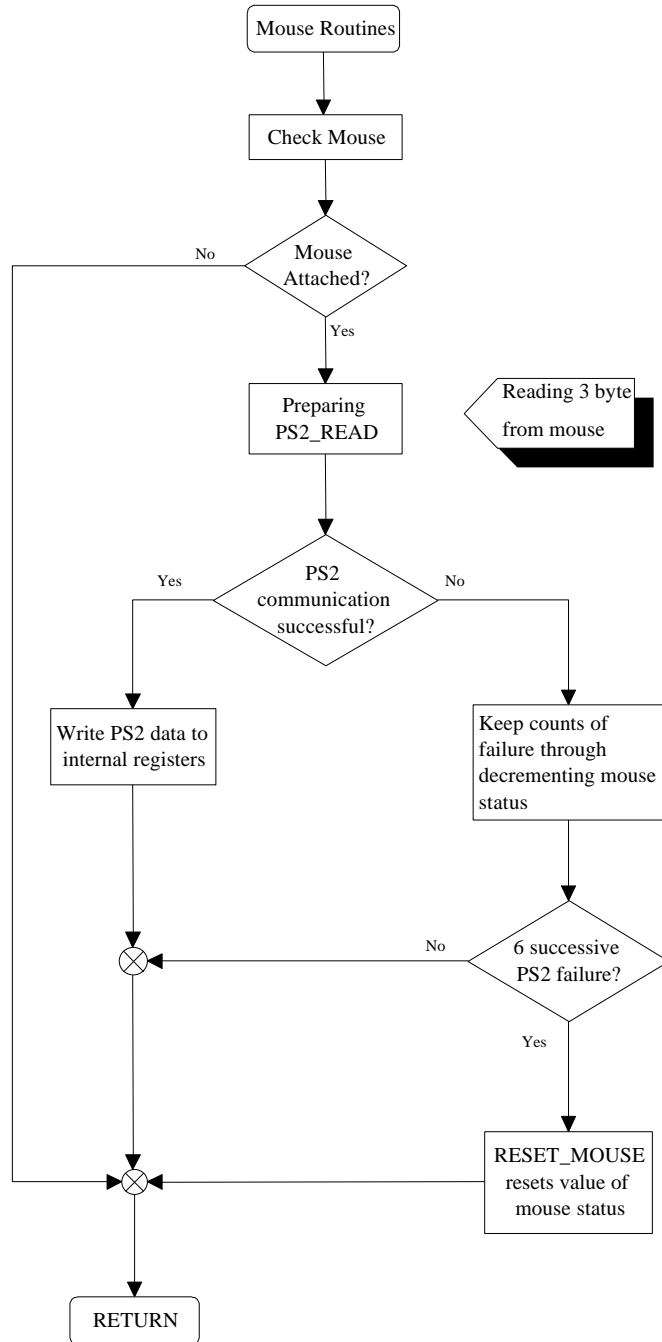 Mouse Routines
Check Mouse
No
Mouse
Attached?
Yes
Preparing
PS2_READ
Reading 3 byte
from mouse
Yes
PS2
communication
successful?
No
Write PS2 data to
internal registers
Keep counts of
failure through
decrementing mouse
status
No
6 successive
PS2 failure?
Yes
RESET_MOUSE
resets value of
mouse status
RETURN